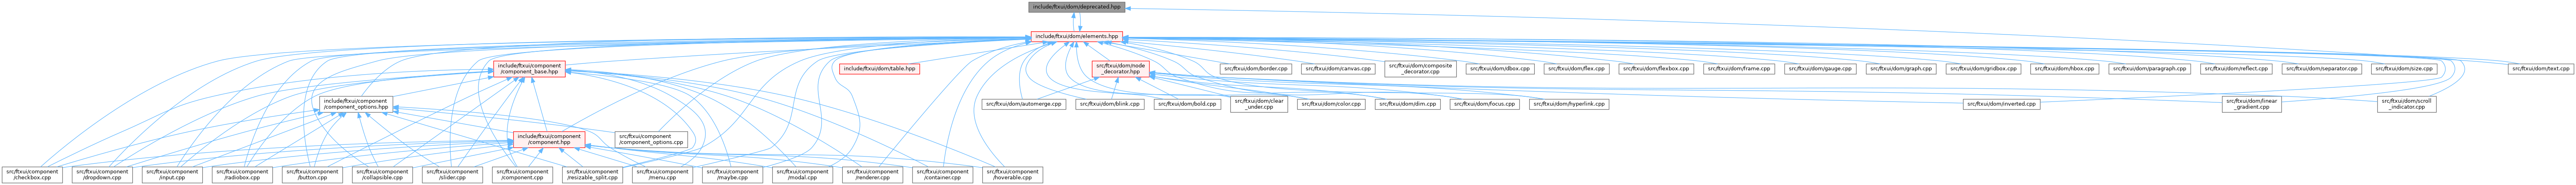 include/ftxui/dom/deprecated.hpp
include/ftxui/dom/elements.hpp
include/ftxui/component
/component_base.hpp
include/ftxui/dom/table.hpp
src/ftxui/dom/node
_decorator.hpp
src/ftxui/dom/border.cpp
src/ftxui/dom/canvas.cpp
src/ftxui/dom/composite
_decorator.cpp
src/ftxui/dom/dbox.cpp
src/ftxui/dom/flex.cpp
src/ftxui/dom/flexbox.cpp
src/ftxui/dom/frame.cpp
src/ftxui/dom/gauge.cpp
src/ftxui/dom/graph.cpp
src/ftxui/dom/gridbox.cpp
src/ftxui/dom/hbox.cpp
src/ftxui/dom/paragraph.cpp
src/ftxui/dom/reflect.cpp
src/ftxui/dom/separator.cpp
src/ftxui/dom/size.cpp
src/ftxui/dom/text.cpp
include/ftxui/component
/component_options.hpp
src/ftxui/dom/automerge.cpp
src/ftxui/dom/blink.cpp
src/ftxui/dom/bold.cpp
src/ftxui/dom/clear
_under.cpp
src/ftxui/dom/color.cpp
src/ftxui/dom/dim.cpp
src/ftxui/dom/focus.cpp
src/ftxui/dom/hyperlink.cpp
src/ftxui/dom/inverted.cpp
src/ftxui/dom/linear
_gradient.cpp
src/ftxui/dom/scroll
_indicator.cpp
include/ftxui/component
/component.hpp
src/ftxui/component
/component_options.cpp
src/ftxui/component
/checkbox.cpp
src/ftxui/component
/dropdown.cpp
src/ftxui/component
/input.cpp
src/ftxui/component
/radiobox.cpp
src/ftxui/component
/button.cpp
src/ftxui/component
/collapsible.cpp
src/ftxui/component
/slider.cpp
src/ftxui/component
/component.cpp
src/ftxui/component
/resizable_split.cpp
src/ftxui/component
/menu.cpp
src/ftxui/component
/maybe.cpp
src/ftxui/component
/modal.cpp
src/ftxui/component
/renderer.cpp
src/ftxui/component
/container.cpp
src/ftxui/component
/hoverable.cpp